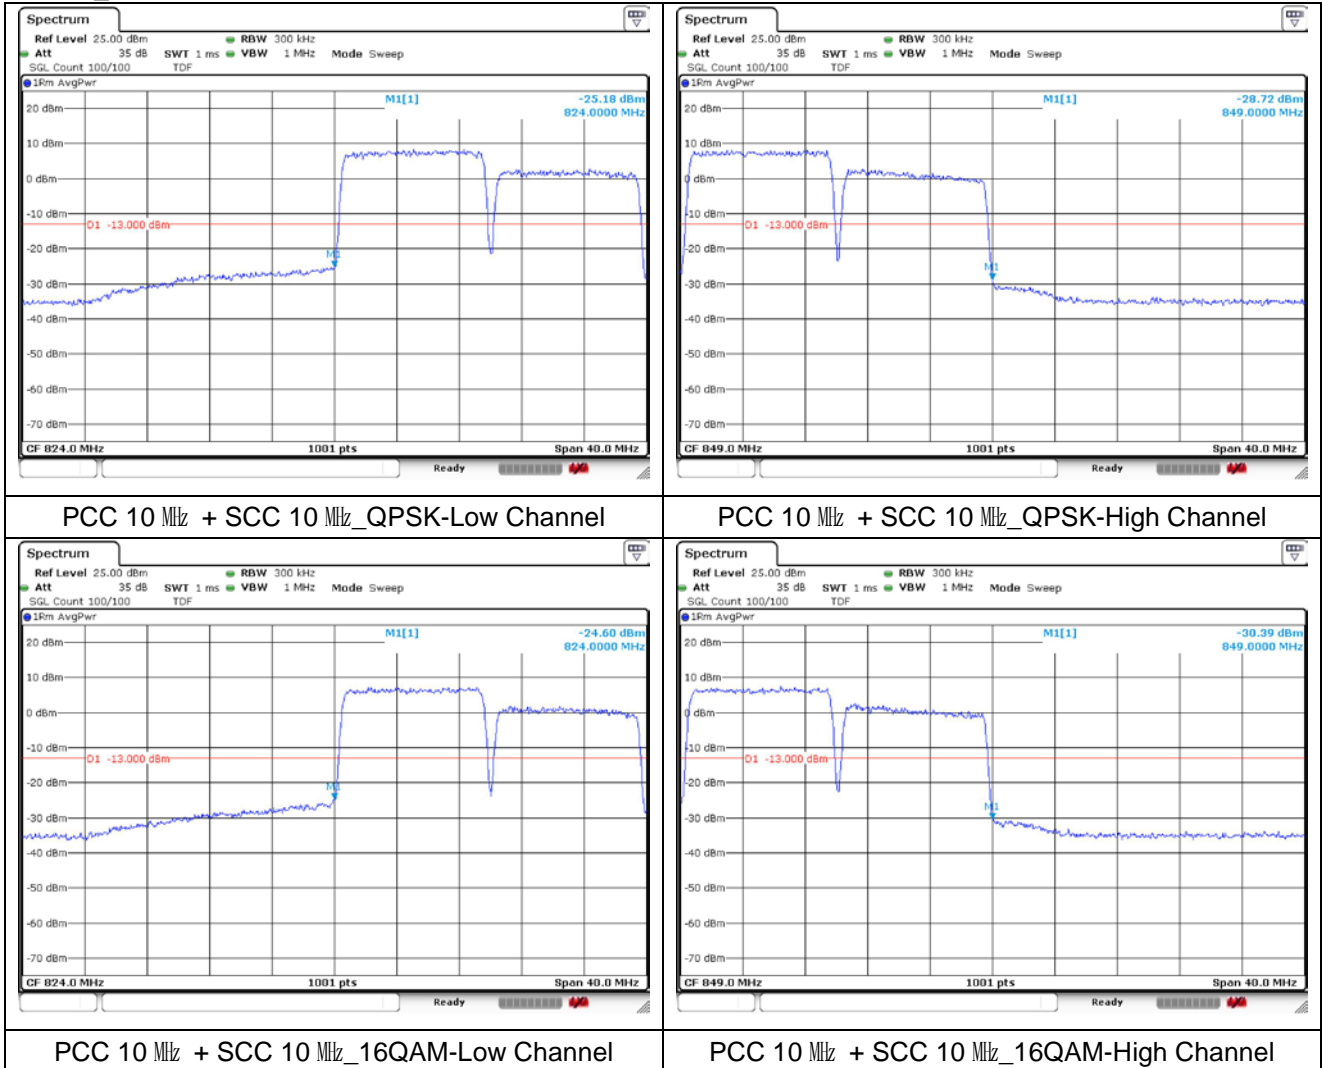 Spectrum
Ref Level 25.00 dBm RBW 300 kHz
Att 35 dB SWT 1 ms VBW 1 MHz Mode Sweep
SGL Count 100/100 TDF
1Rm AvgPwr
M1[1] -25.18 dBm
824.0000 MHz
20 dBm
10 dBm
0 dBm
-10 dBm
D1 -13.000 dBm
-20 dBm
M1
-30 dBm
-40 dBm
-50 dBm
-60 dBm
-70 dBm
CF 824.0 MHz 1001 pts Span 40.0 MHz
Ready
PCC 10 ㎒ + SCC 10 ㎒_QPSK-Low Channel
Spectrum
Ref Level 25.00 dBm RBW 300 kHz
Att 35 dB SWT 1 ms VBW 1 MHz Mode Sweep
SGL Count 100/100 TDF
1Rm AvgPwr
M1[1] -28.72 dBm
849.0000 MHz
20 dBm
10 dBm
0 dBm
-10 dBm
D1 -13.000 dBm
-20 dBm
M1
-30 dBm
-40 dBm
-50 dBm
-60 dBm
-70 dBm
CF 849.0 MHz 1001 pts Span 40.0 MHz
Ready
PCC 10 ㎒ + SCC 10 ㎒_QPSK-High Channel
Spectrum
Ref Level 25.00 dBm RBW 300 kHz
Att 35 dB SWT 1 ms VBW 1 MHz Mode Sweep
SGL Count 100/100 TDF
1Rm AvgPwr
M1[1] -24.60 dBm
824.0000 MHz
20 dBm
10 dBm
0 dBm
-10 dBm
D1 -13.000 dBm
-20 dBm
M1
-30 dBm
-40 dBm
-50 dBm
-60 dBm
-70 dBm
CF 824.0 MHz 1001 pts Span 40.0 MHz
Ready
PCC 10 ㎒ + SCC 10 ㎒_16QAM-Low Channel
Spectrum
Ref Level 25.00 dBm RBW 300 kHz
Att 35 dB SWT 1 ms VBW 1 MHz Mode Sweep
SGL Count 100/100 TDF
1Rm AvgPwr
M1[1] -30.39 dBm
849.0000 MHz
20 dBm
10 dBm
0 dBm
-10 dBm
D1 -13.000 dBm
-20 dBm
M1
-30 dBm
-40 dBm
-50 dBm
-60 dBm
-70 dBm
CF 849.0 MHz 1001 pts Span 40.0 MHz
Ready
PCC 10 ㎒ + SCC 10 ㎒_16QAM-High Channel